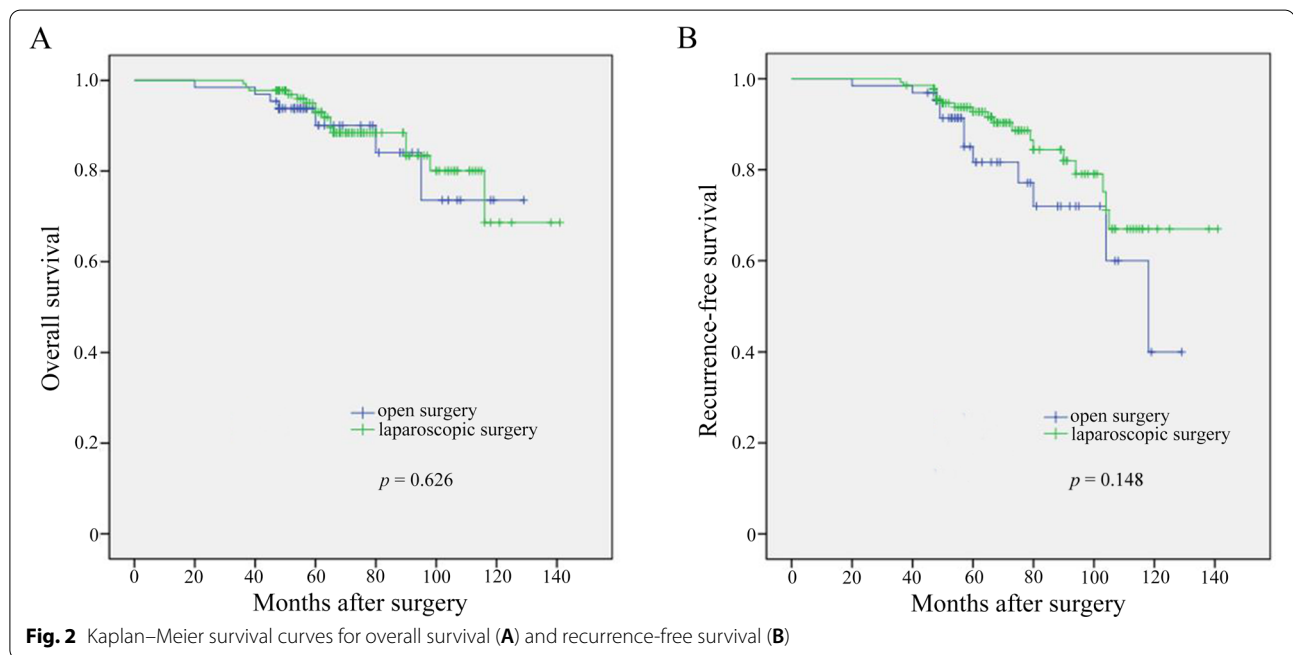 A
Overall survival
1.0
0.8
0.6
0.4
0.2
0
open surgery
laparoscopic surgery
p = 0.626
0 20 40 60 80 100 120 140
Months after surgery
B
Recurrence-free survival
1.0
0.8
0.6
0.4
0.2
0
open surgery
laparoscopic surgery
p = 0.148
0 20 40 60 80 100 120 140
Months after surgery
Fig. 2 Kaplan–Meier survival curves for overall survival (A) and recurrence-free survival (B)